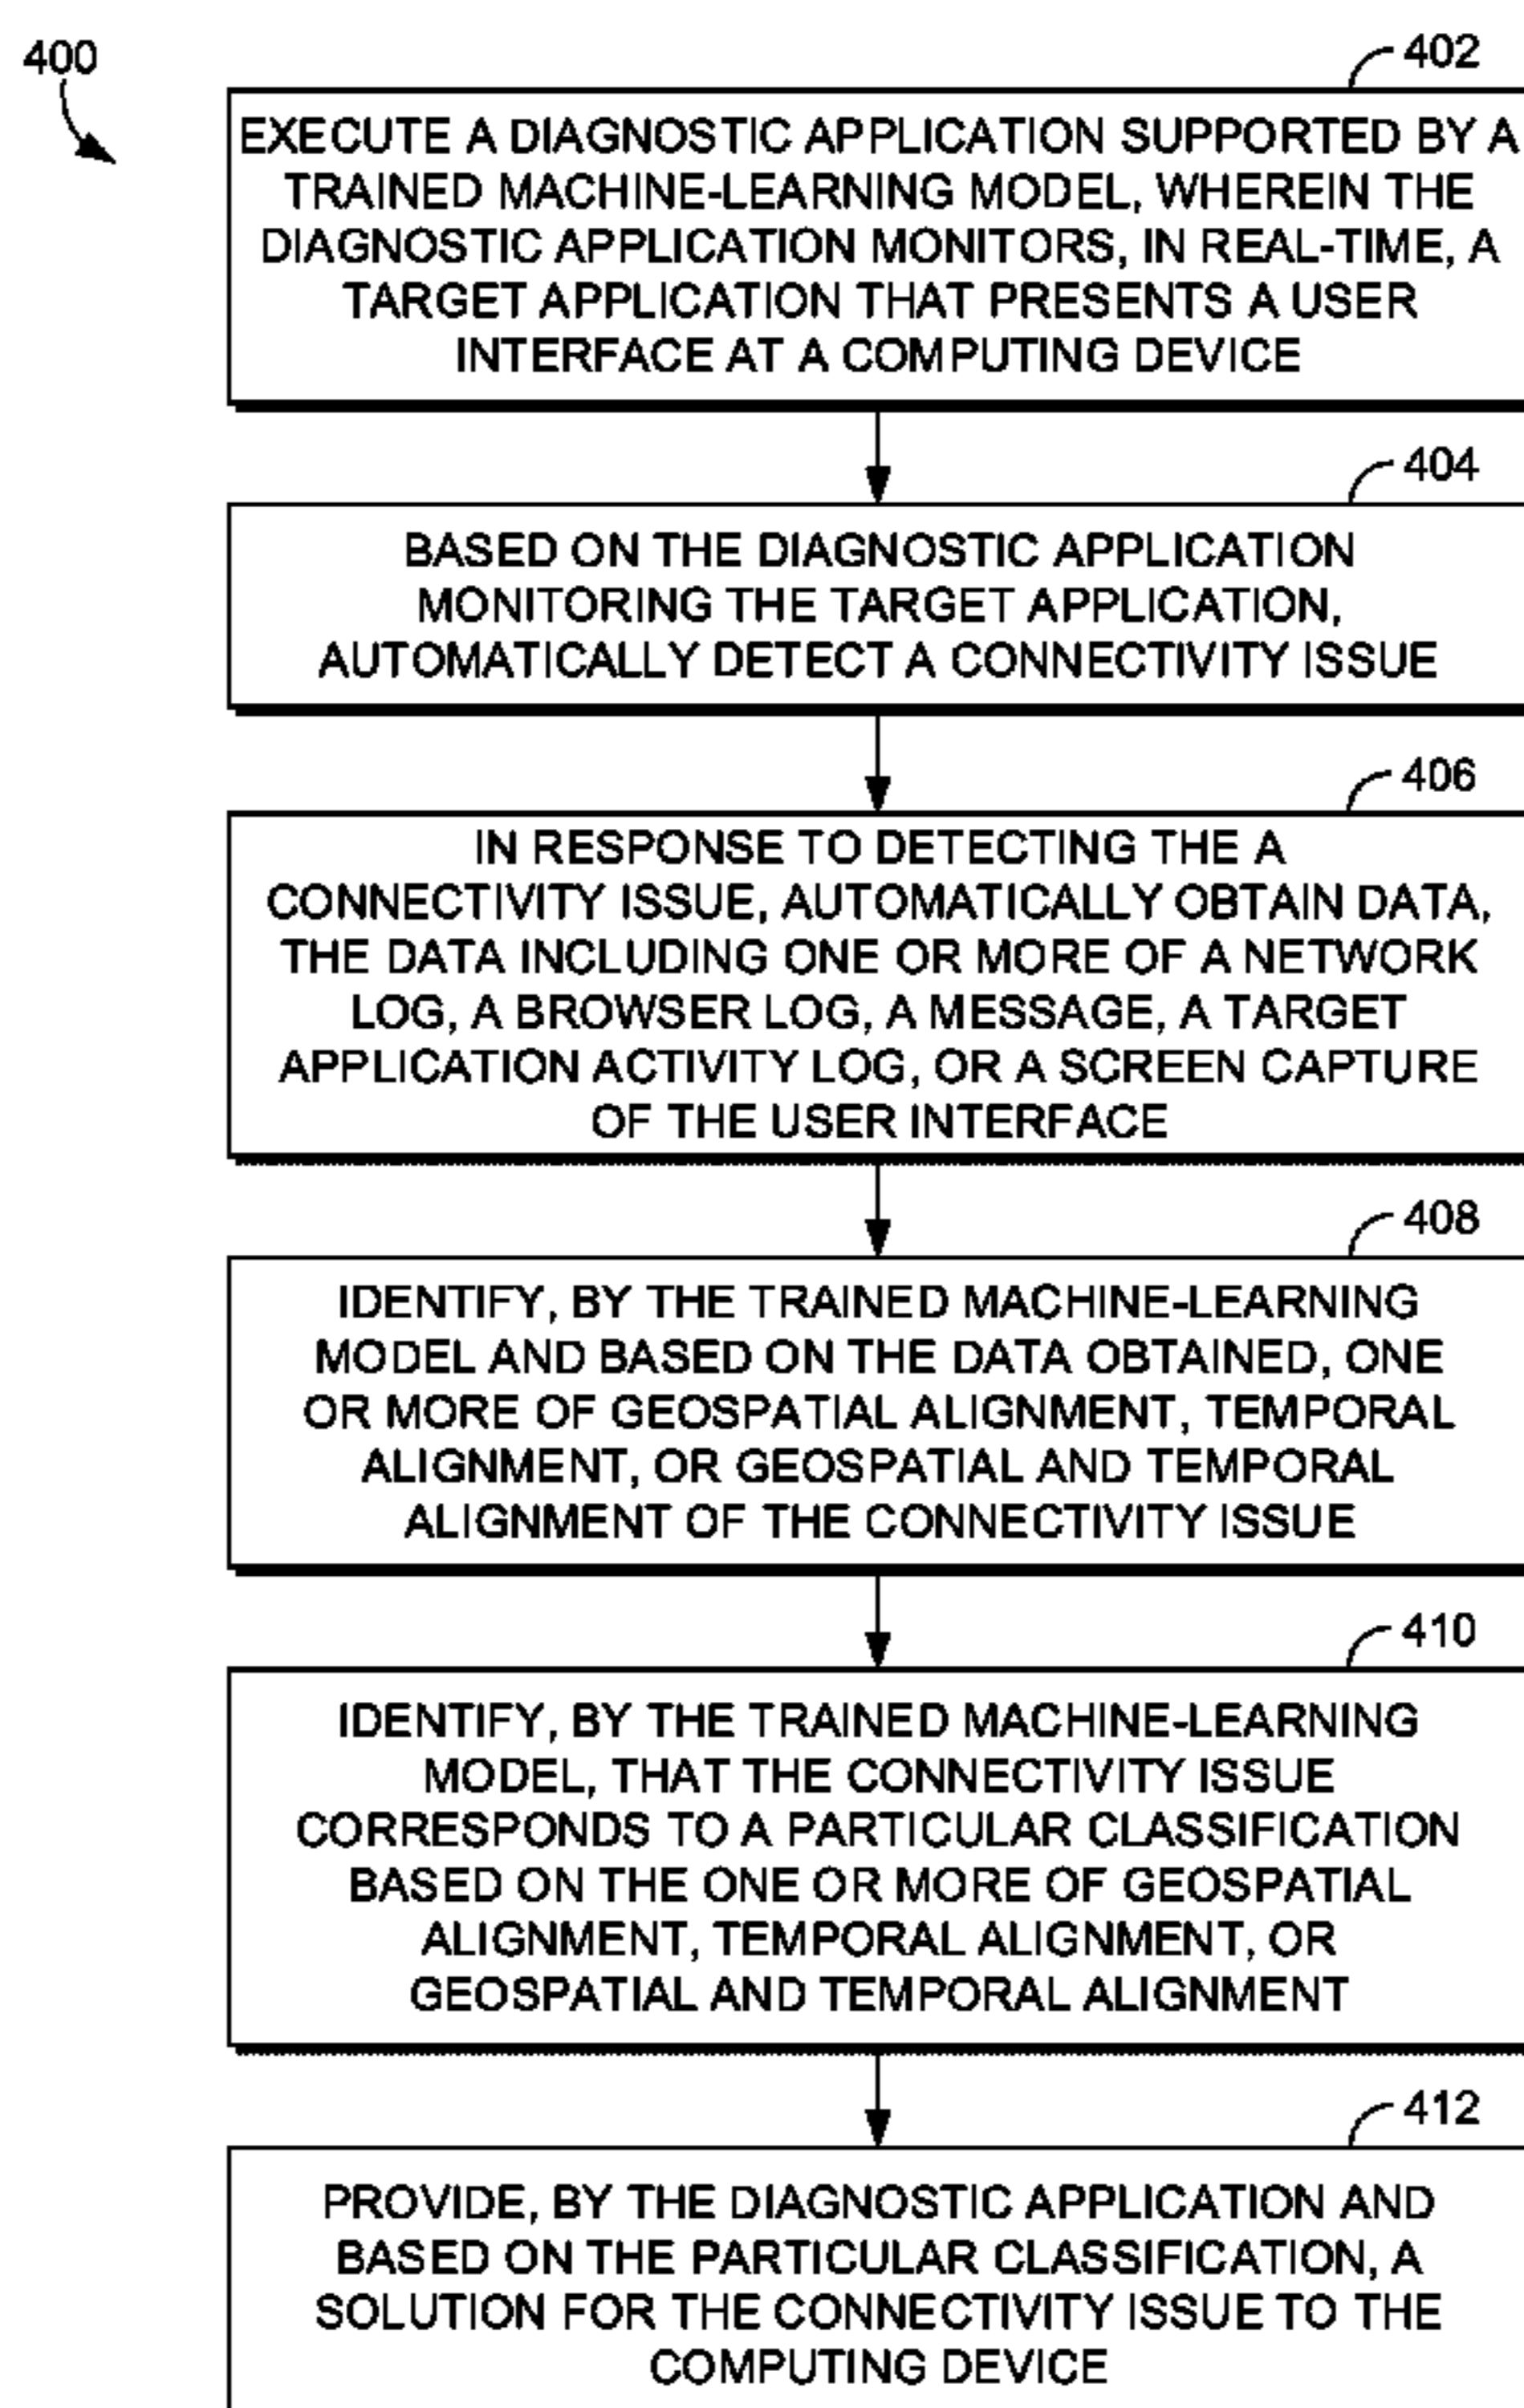 400
402
EXECUTE A DIAGNOSTIC APPLICATION SUPPORTED BY A
TRAINED MACHINE-LEARNING MODEL, WHEREIN THE
DIAGNOSTIC APPLICATION MONITORS, IN REAL-TIME, A
TARGET APPLICATION THAT PRESENTS A USER
INTERFACE AT A COMPUTING DEVICE
404
BASED ON THE DIAGNOSTIC APPLICATION
MONITORING THE TARGET APPLICATION,
AUTOMATICALLY DETECT A CONNECTIVITY ISSUE
406
IN RESPONSE TO DETECTING THE A
CONNECTIVITY ISSUE, AUTOMATICALLY OBTAIN DATA,
THE DATA INCLUDING ONE OR MORE OF A NETWORK
LOG, A BROWSER LOG, A MESSAGE, A TARGET
APPLICATION ACTIVITY LOG, OR A SCREEN CAPTURE
OF THE USER INTERFACE
408
IDENTIFY, BY THE TRAINED MACHINE-LEARNING
MODEL AND BASED ON THE DATA OBTAINED, ONE
OR MORE OF GEOSPATIAL ALIGNMENT, TEMPORAL
ALIGNMENT, OR GEOSPATIAL AND TEMPORAL
ALIGNMENT OF THE CONNECTIVITY ISSUE
410
IDENTIFY, BY THE TRAINED MACHINE-LEARNING
MODEL, THAT THE CONNECTIVITY ISSUE
CORRESPONDS TO A PARTICULAR CLASSIFICATION
BASED ON THE ONE OR MORE OF GEOSPATIAL
ALIGNMENT, TEMPORAL ALIGNMENT, OR
GEOSPATIAL AND TEMPORAL ALIGNMENT
412
PROVIDE, BY THE DIAGNOSTIC APPLICATION AND
BASED ON THE PARTICULAR CLASSIFICATION, A
SOLUTION FOR THE CONNECTIVITY ISSUE TO THE
COMPUTING DEVICE